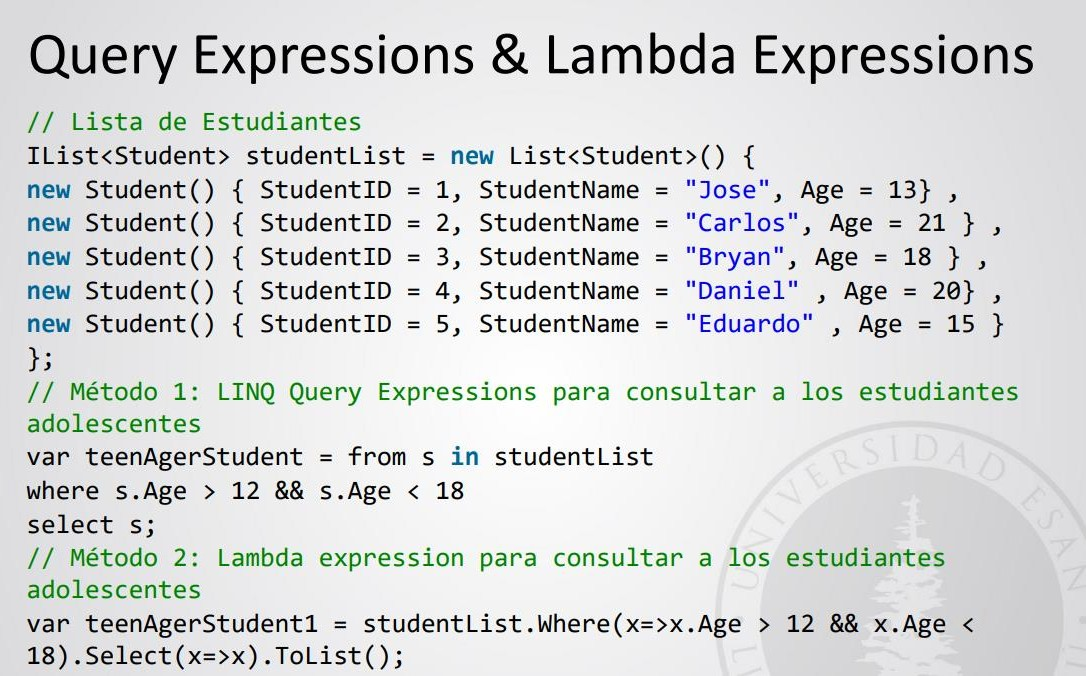 Query Expressions & Lambda Expressions
// Lista de Estudiantes
IList<Student> studentList = new List<Student>() {
new Student() { StudentID = 1, StudentName = "Jose", Age = 13} ,
new Student() { StudentID = 2, StudentName = "Carlos", Age = 21 } ,
new Student() { StudentID = 3, StudentName = "Bryan", Age = 18 } ,
new Student() { StudentID = 4, StudentName = "Daniel" , Age = 20} ,
new Student() { StudentID = 5, StudentName = "Eduardo" , Age = 15 }
};
// Método 1: LINQ Query Expressions para consultar a los estudiantes
adolescentes
var teenAgerStudent = from s in studentList
where s.Age > 12 && s.Age < 18
select s;
// Método 2: Lambda expression para consultar a los estudiantes
adolescentes
var teenAgerStudent1 = studentList.Where(x=>x.Age > 12 && x.Age <
18).Select(x=>x).ToList();
UNIVERSIDAD ESAN